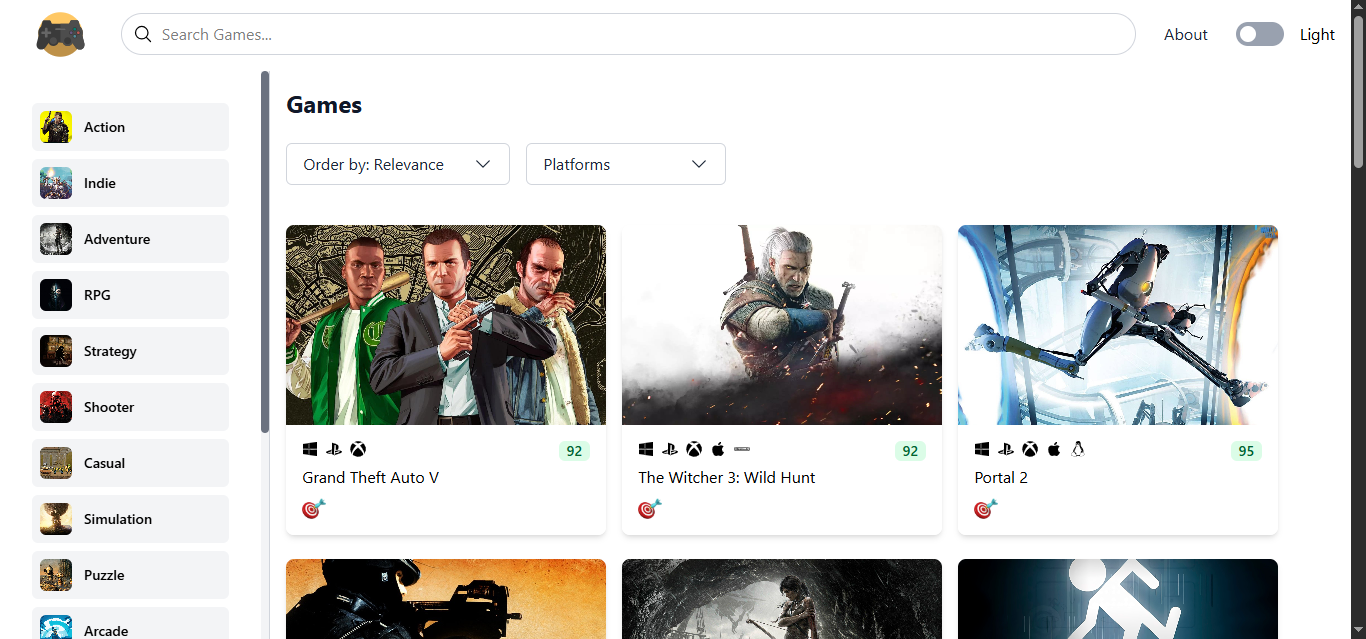 Search Games...
About
Light
Action
Indie
Adventure
RPG
Strategy
Shooter
Casual
Simulation
Puzzle
Arcade
Games
Order by: Relevance
Platforms
92
Grand Theft Auto V
92
The Witcher 3: Wild Hunt
95
Portal 2